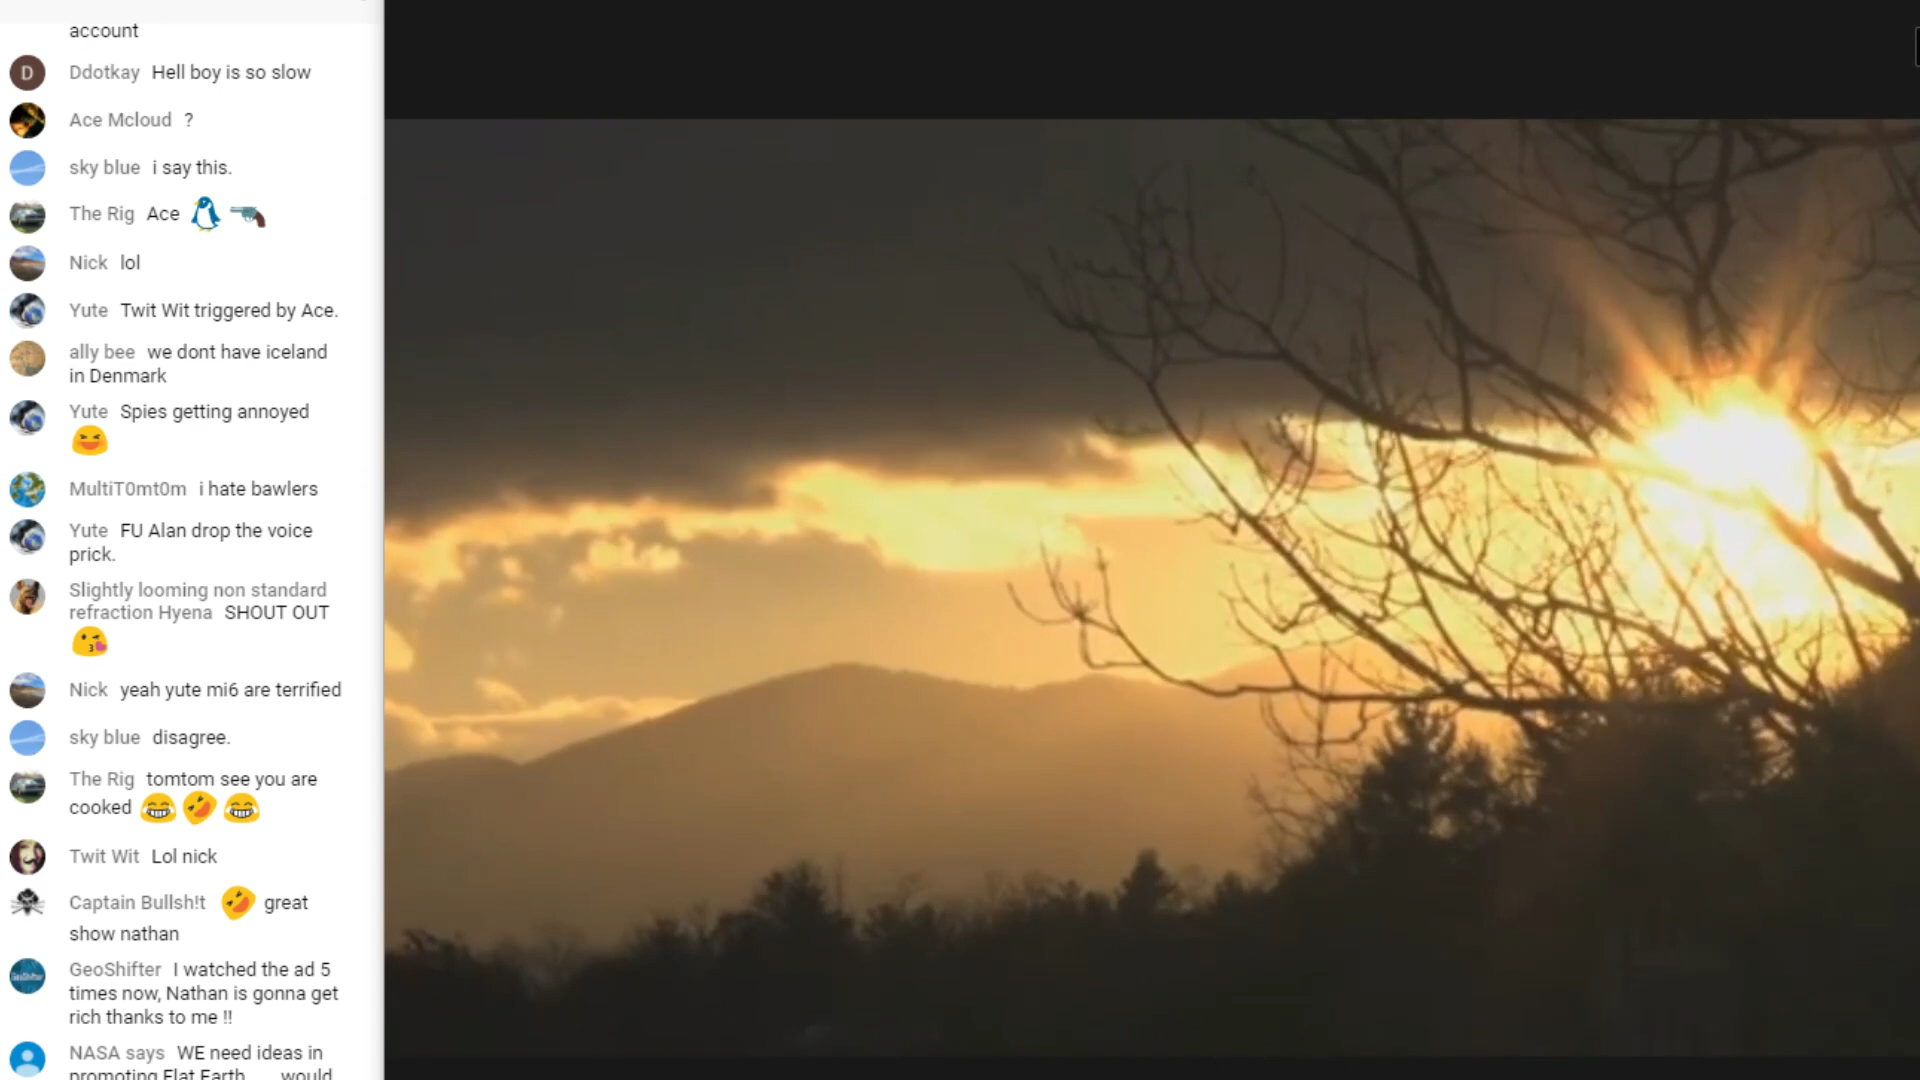 account
D
Ddotkay Hell boy is so slow
Ace Mcloud ?
sky blue i say this.
The Rig Ace 🐧 🔫
Nick lol
Yute Twit Wit triggered by Ace.
ally bee we dont have iceland
in Denmark
Yute Spies getting annoyed
😆
MultiT0mt0m i hate bawlers
Yute FU Alan drop the voice
prick.
Slightly looming non standard
refraction Hyena SHOUT OUT
😘
Nick yeah yute mi6 are terrified
sky blue disagree.
The Rig tomtom see you are
cooked 😂 🤣 😂
Twit Wit Lol nick
Captain Bullsh!t 🤣 great
show nathan
GeoShifter I watched the ad 5
times now, Nathan is gonna get
rich thanks to me !!
NASA says WE need ideas in
promoting Flat Earth.... would